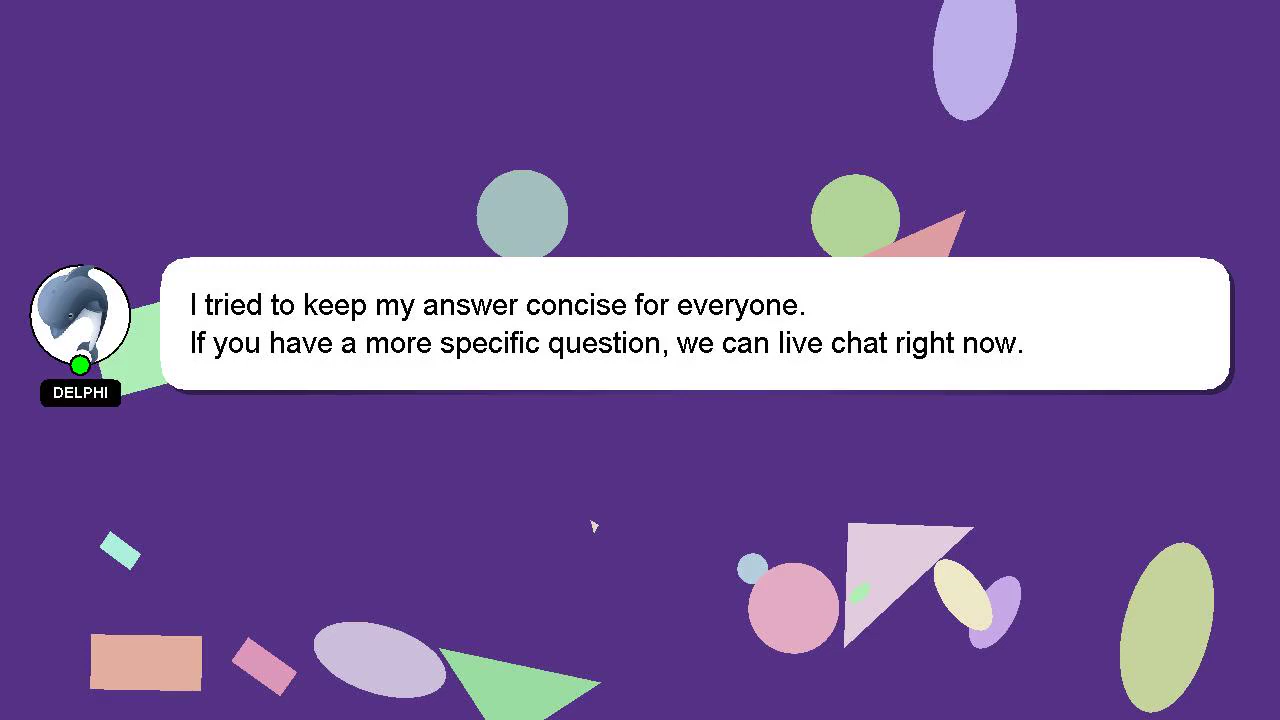 I tried to keep my answer concise for everyone.
If you have a more specific question, we can live chat right now.
DELPHI